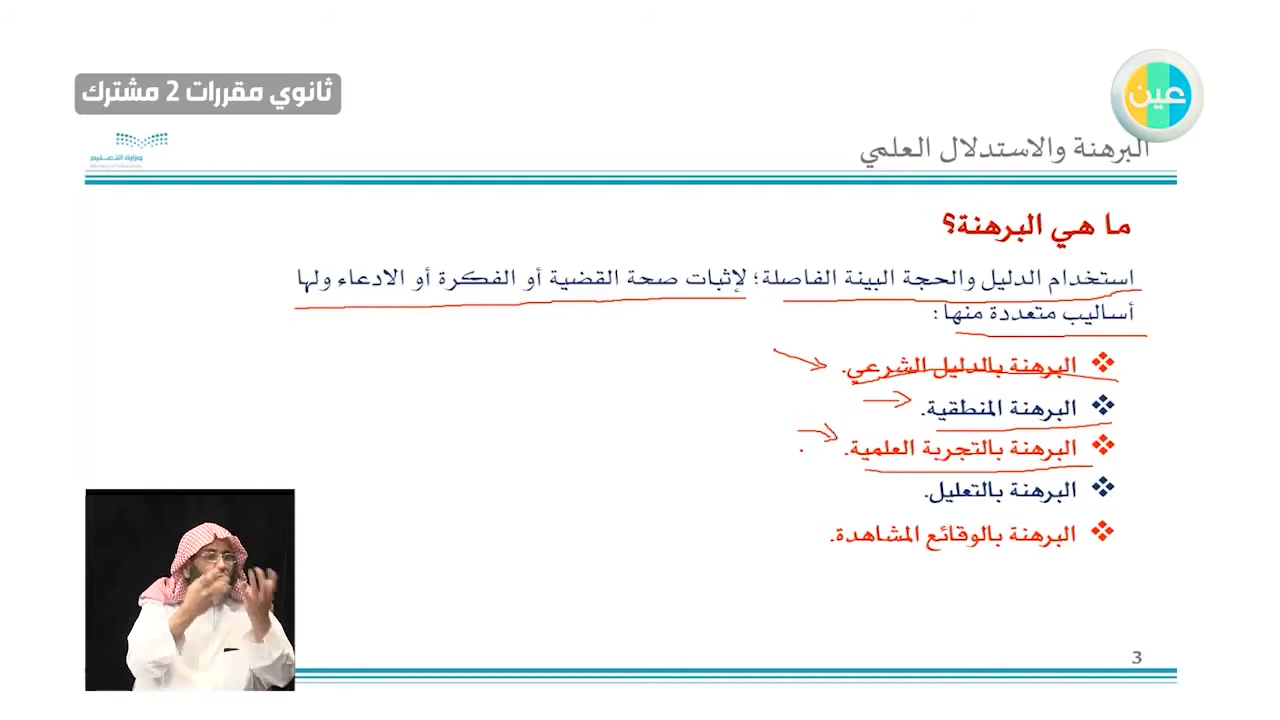 ثانوي مقررات 2 مشترك
عين
وزارة التعليم
البرهنة والاستدلال العلمي
ما هي البرهنة؟
استخدام الدليل والحجة البينة الفاصلة؛ لإثبات صحة القضية أو الفكرة أو الادعاء ولها
أساليب متعددة منها:
البرهنة بالدليل الشرعي.
البرهنة المنطقية.
البرهنة بالتجربة العلمية.
البرهنة بالتعليل.
البرهنة بالوقائع المشاهدة.
3